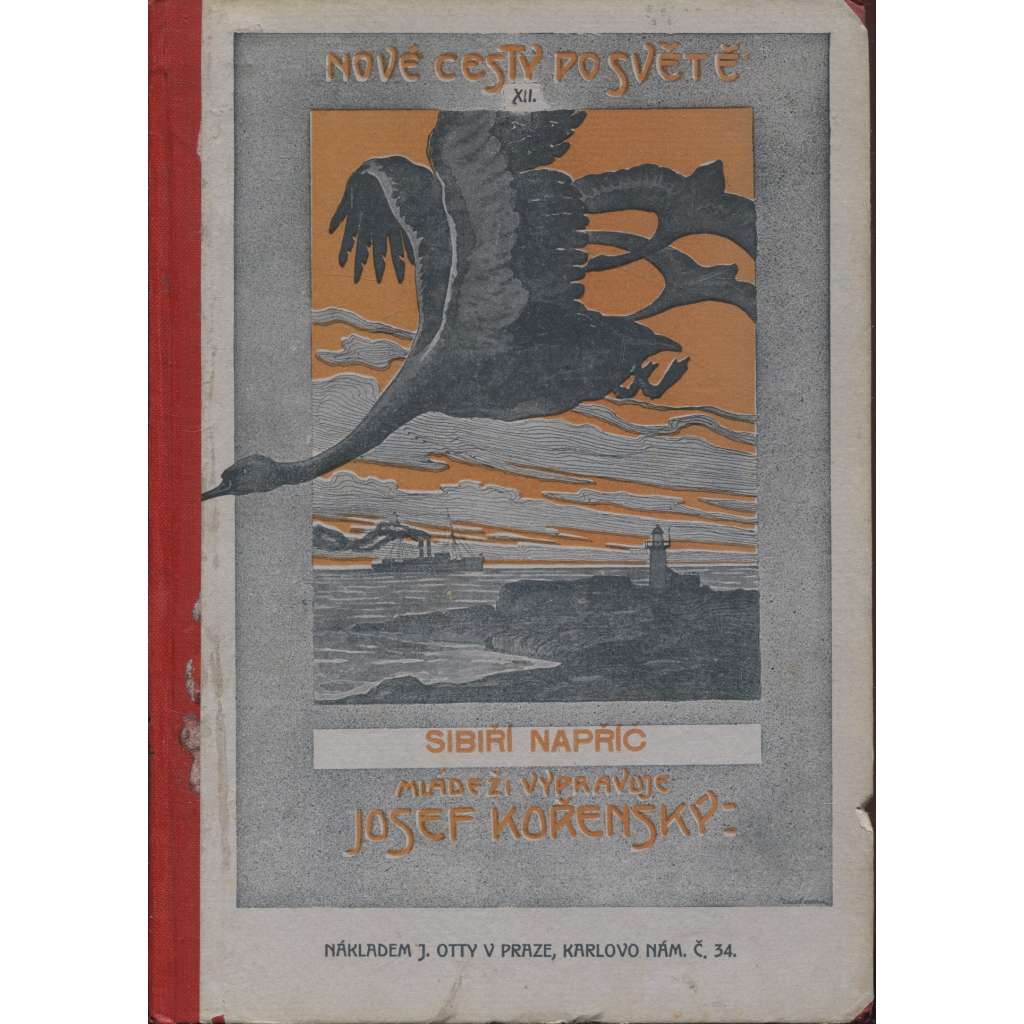 NOVÉ CESTY PO SVĚTĚ
XII.
SIBIŘÍ NAPŘÍČ
MLÁDEŽI VYPRAVUJE
JOSEF KOŘENSKÝ
NÁKLADEM J. OTTY V PRAZE, KARLOVO NÁM. Č. 34.